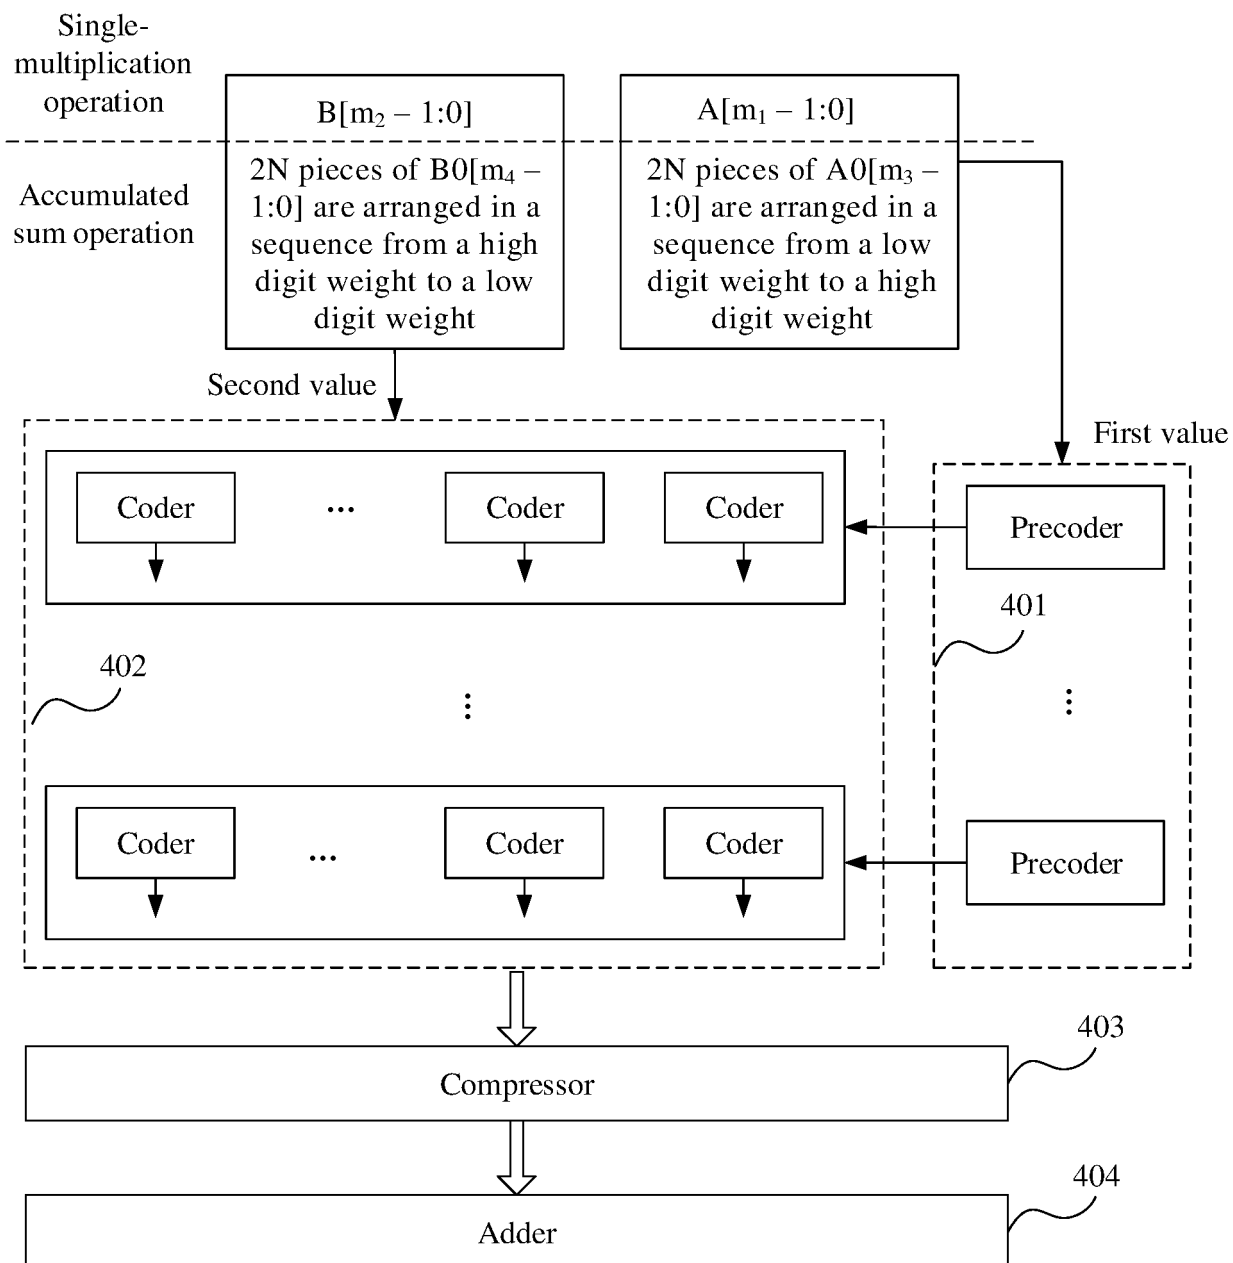 Single-
multiplication
operation
B[m₂ – 1:0]
A[m₁ – 1:0]
Accumulated
sum operation
2N pieces of B0[m₄ –
1:0] are arranged in a
sequence from a high
digit weight to a low
digit weight
2N pieces of A0[m₃ –
1:0] are arranged in a
sequence from a low
digit weight to a high
digit weight
Second value
First value
Coder
...
Coder
Coder
Precoder
401
402
...
...
Coder
...
Coder
Coder
Precoder
403
Compressor
404
Adder